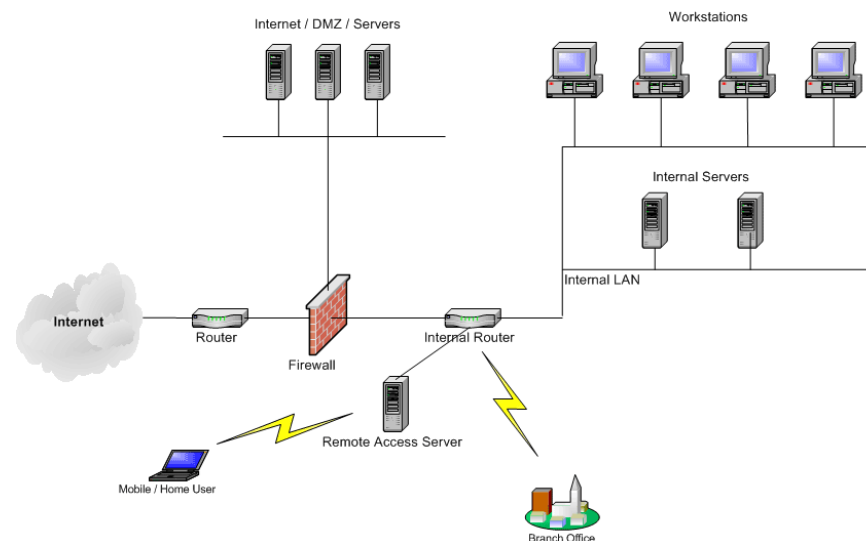 Internet / DMZ / Servers
Workstations
Internal Servers
Internal LAN
Internet
Router
Firewall
Internal Router
Remote Access Server
Mobile / Home User
Branch Office